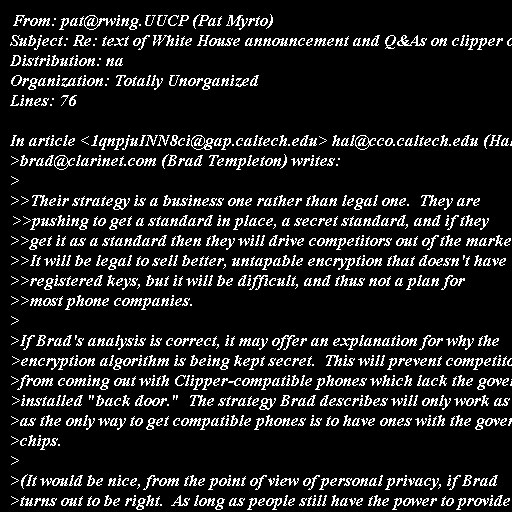 From: pat@rwing.UUCP (Pat Myrto)
Subject: Re: text of White House announcement and Q&As on clipper c
Distribution: na
Organization: Totally Unorganized
Lines: 76

In article <1qnpjuINN8ci@gap.caltech.edu> hal@cco.caltech.edu (Hal
>brad@clarinet.com (Brad Templeton) writes:
>
>>Their strategy is a business one rather than legal one.  They are
>>pushing to get a standard in place, a secret standard, and if they
>>get it as a standard then they will drive competitors out of the marke
>>It will be legal to sell better, untapable encryption that doesn't have
>>registered keys, but it will be difficult, and thus not a plan for
>>most phone companies.
>
>If Brad's analysis is correct, it may offer an explanation for why the
>encryption algorithm is being kept secret.  This will prevent competito
>from coming out with Clipper-compatible phones which lack the gover
>installed "back door."  The strategy Brad describes will only work as
>as the only way to get compatible phones is to have ones with the gover
>chips.
>
>(It would be nice, from the point of view of personal privacy, if Brad
>turns out to be right.  As long as people still have the power to provide